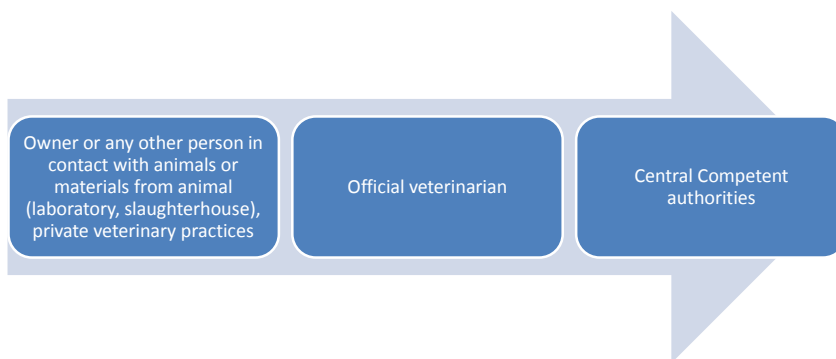 Owner or any other person in
contact with animals or
materials from animal
(laboratory, slaughterhouse),
private veterinary practices
Official veterinarian
Central Competent
authorities